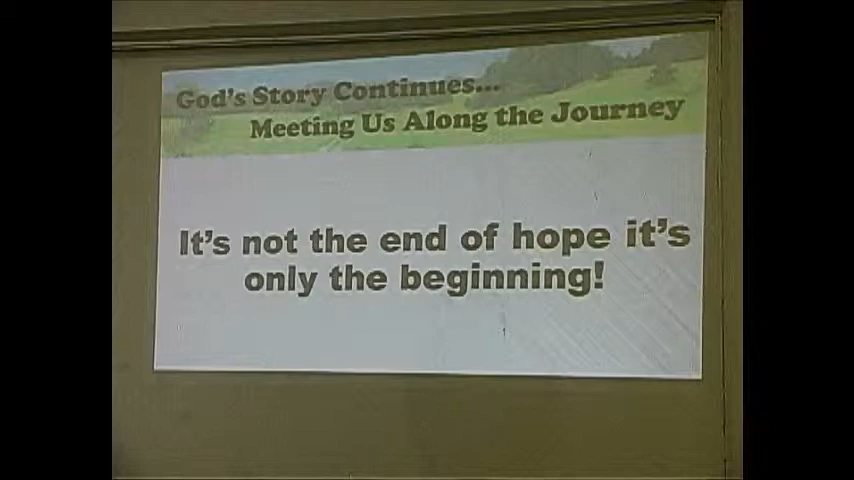 God's Story Continues...
Meeting Us Along the Journey
It's not the end of hope it's
only the beginning!